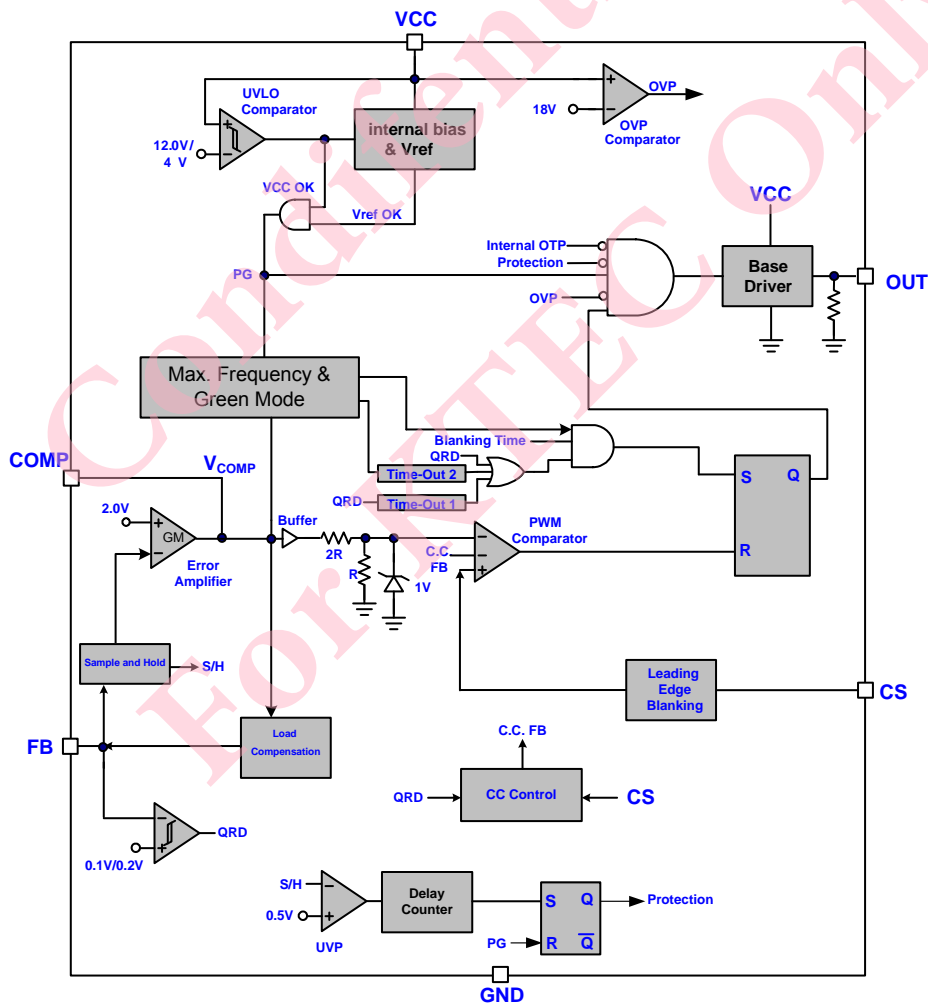 VCC
UVLO
Comparator
12.0V/
4 V
internal bias
& Vref
18V
OVP
OVP
Comparator
VCC OK
Vref OK
PG
VCC
Internal OTP
Protection
OVP
Base
Driver
OUT
Max. Frequency &
Green Mode
COMP
VCOMP
Blanking Time
QRD
Time-Out 2
QRD
Time-Out 1
S
Q
R
2.0V
GM
Error
Amplifier
Buffer
2R
R
1V
C.C.
FB
PWM
Comparator
Sample and Hold
S/H
Leading
Edge
Blanking
CS
FB
Load
Compensation
C.C. FB
QRD
CC Control
CS
QRD
0.1V/0.2V
S/H
0.5V
UVP
Delay
Counter
S
Q
R
Q
PG
Protection
GND
Condifential
For KTEC Only